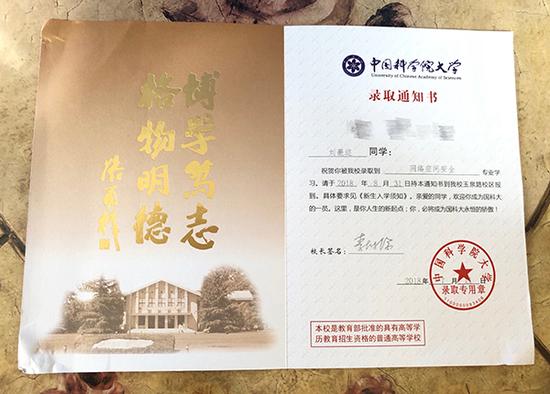 博学笃志
格物明德
中国科学院大学
University of Chinese Academy of Sciences
录取通知书
同学：
祝贺你被我校录取到 网络空间安全 专业学
习。请于 2018 年 8 月 31 日持本通知书到我校玉泉路校区报
到。具体要求见《新生入学须知》。亲爱的同学，欢迎你成为国科大
的一员。这里，是你人生的新起点；你，必将成为国科大永恒的骄傲！
校长签名：
中国科学院大学
录取专用章
2018年
本校是教育部批准的具有高等学
历教育招生资格的普通高等学校